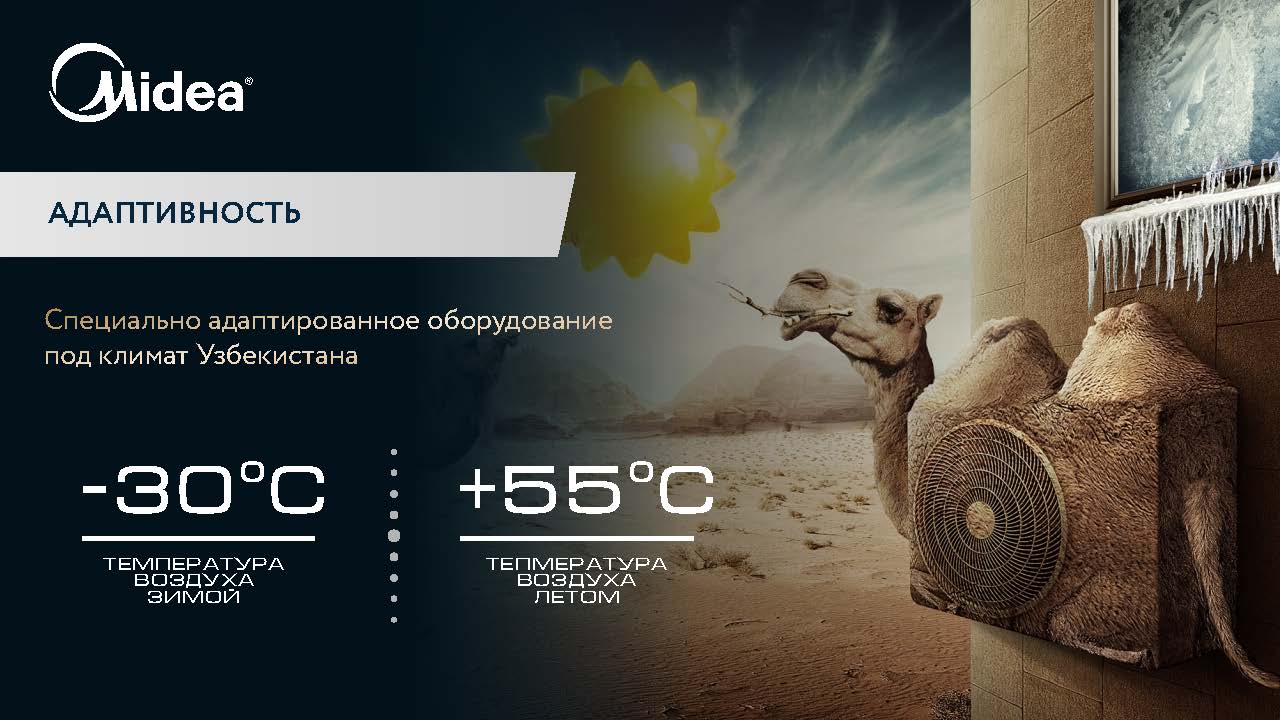 Midea®
АДАПТИВНОСТЬ
Специально адаптированное оборудование
под климат Узбекистана
-30°C
ТЕМПЕРАТУРА
ВОЗДУХА
ЗИМОЙ
+55°C
ТЕПМЕРАТУРА
ВОЗДУХА
ЛЕТОМ